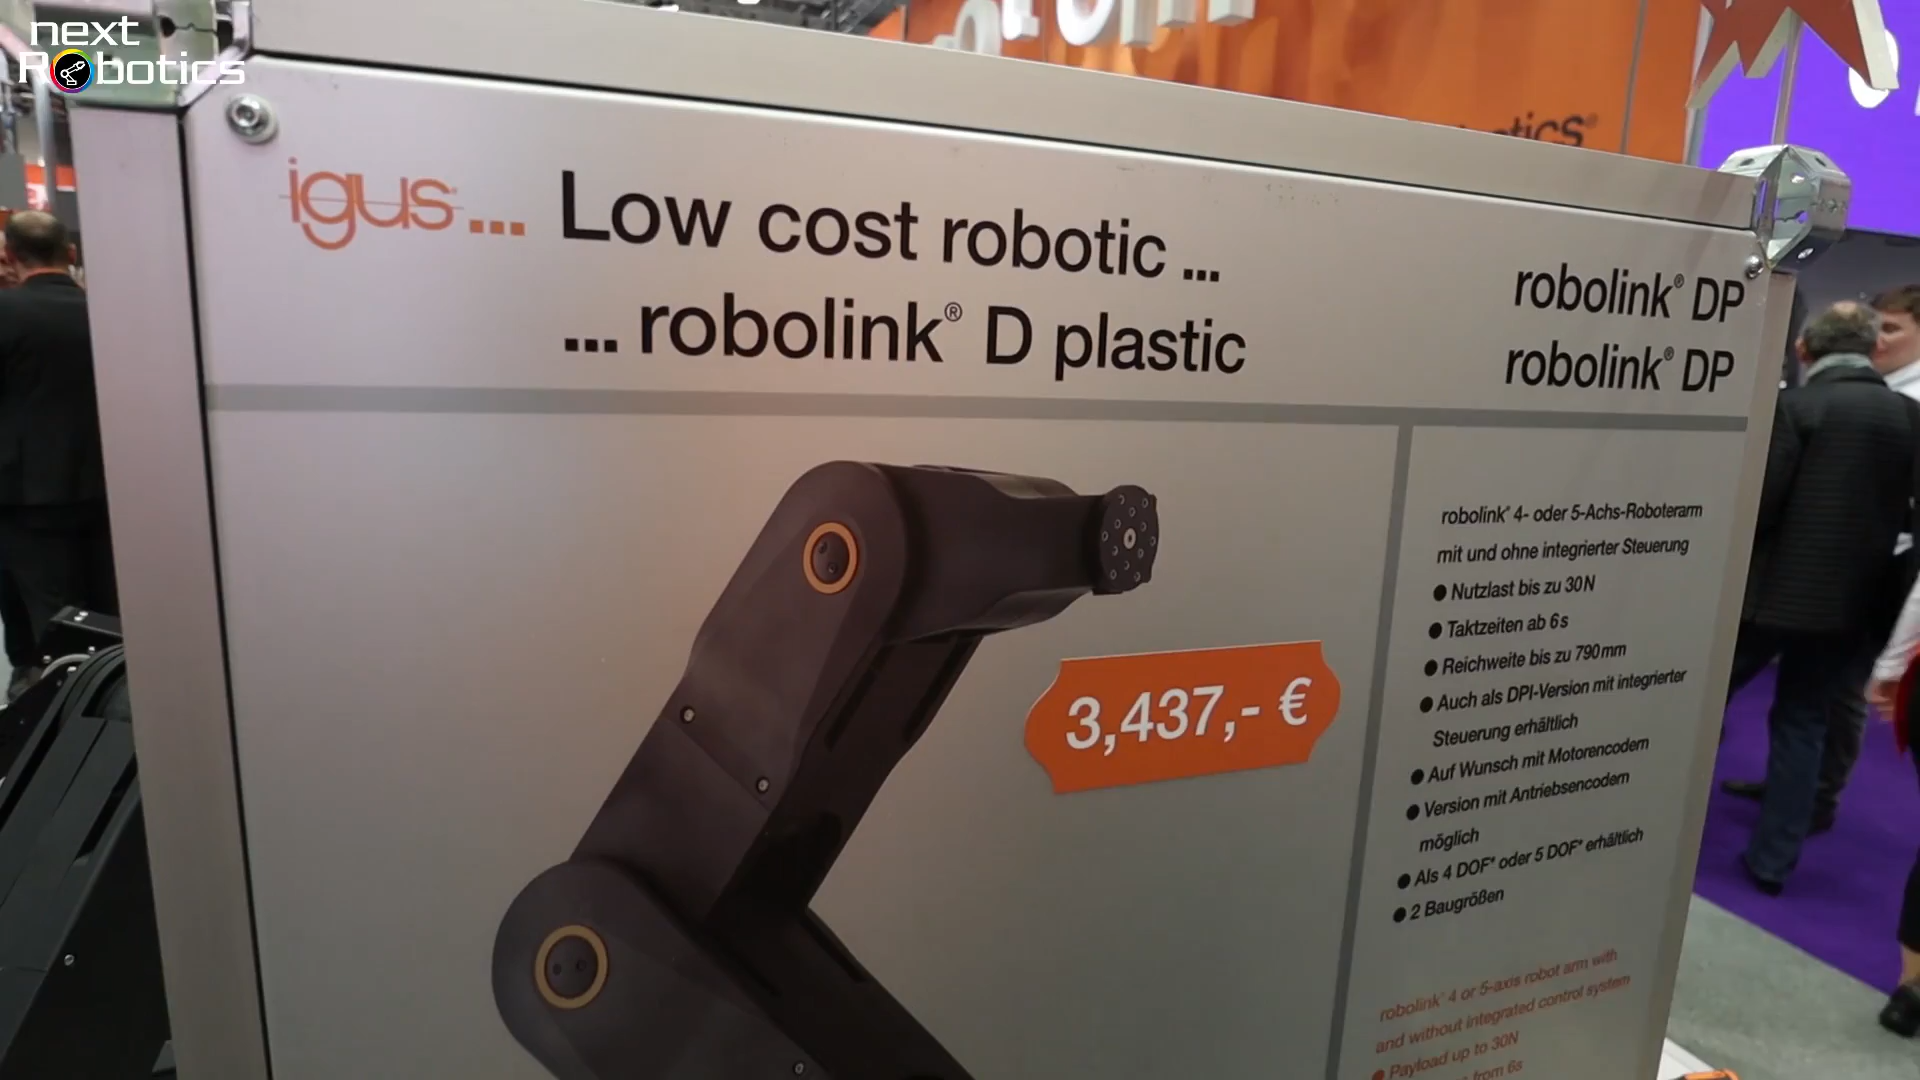 next
Robotics
igus®...
Low cost robotic ...
... robolink® D plastic
robolink® DP
robolink® DP
3,437,- €
robolink® 4- oder 5-Achs-Roboterarm
mit und ohne integrierter Steuerung
● Nutzlast bis zu 30N
● Taktzeiten ab 6s
● Reichweite bis zu 790mm
● Auch als DPI-Version mit integrierter
Steuerung erhältlich
● Auf Wunsch mit Motorencodern
● Version mit Antriebsencodern
möglich
● Als 4 DOF* oder 5 DOF* erhältlich
● 2 Baugrößen
robolink® 4 or 5-axis robot arm with
and without integrated control system
● Payload up to 30N
from 6s